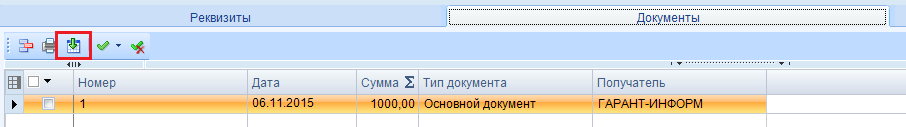 Реквизиты Документы
Номер Дата Сумма Σ Тип документа Получатель
1 06.11.2015 1000,00 Основной документ ГАРАНТ-ИНФОРМ